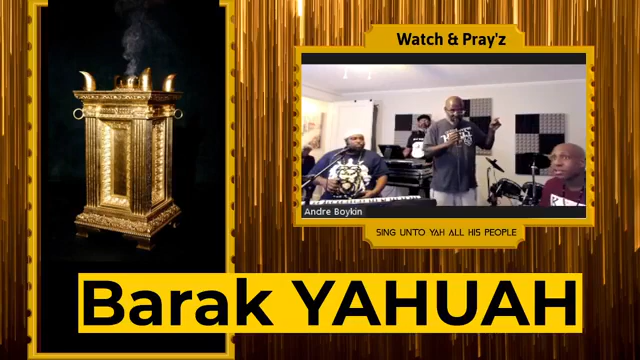 Watch & Pray'z
Andre Boykin
SING UNTO YAH ALL HIS PEOPLE
Barak YAHUAH